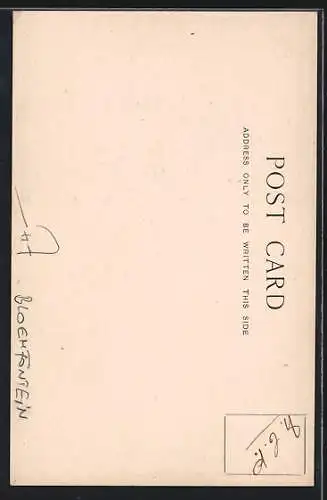 POST CARD
ADDRESS ONLY TO BE WRITTEN THIS SIDE
BLOEMFONTEIN